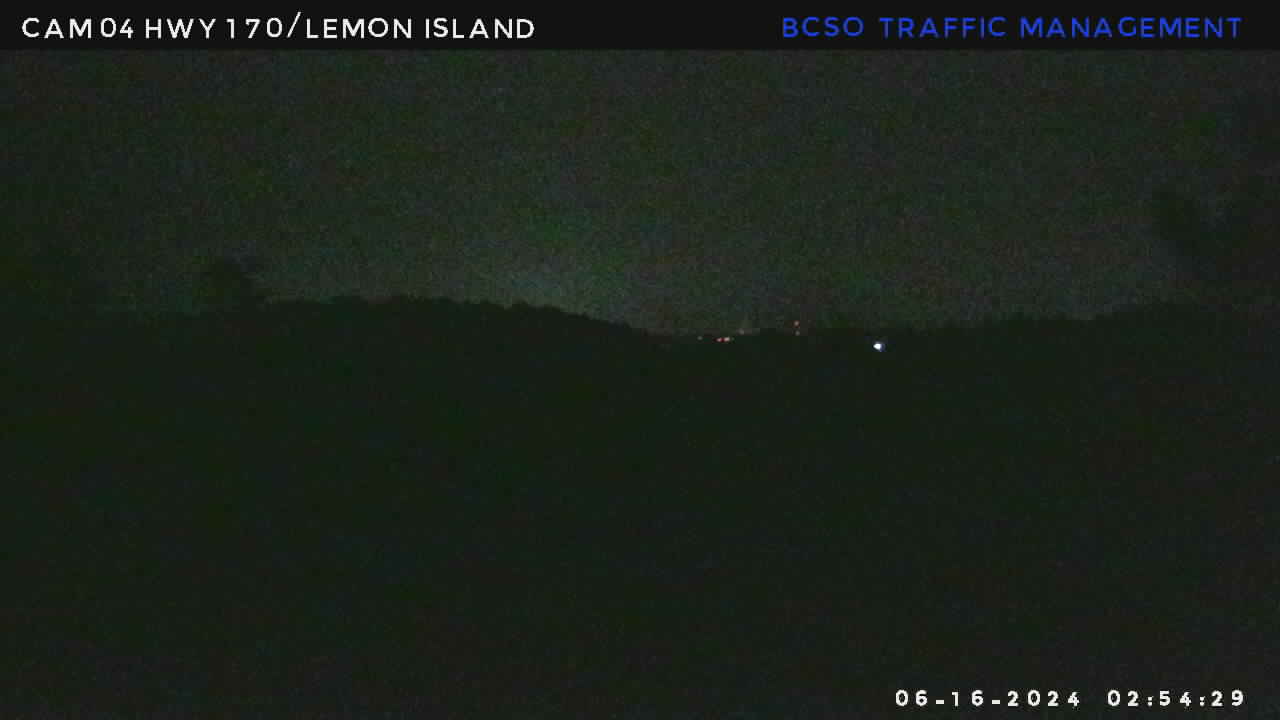 CAM04 HWY 170/LEMON ISLAND
BCSO TRAFFIC MANAGEMENT
06-16-2024 02:54:29